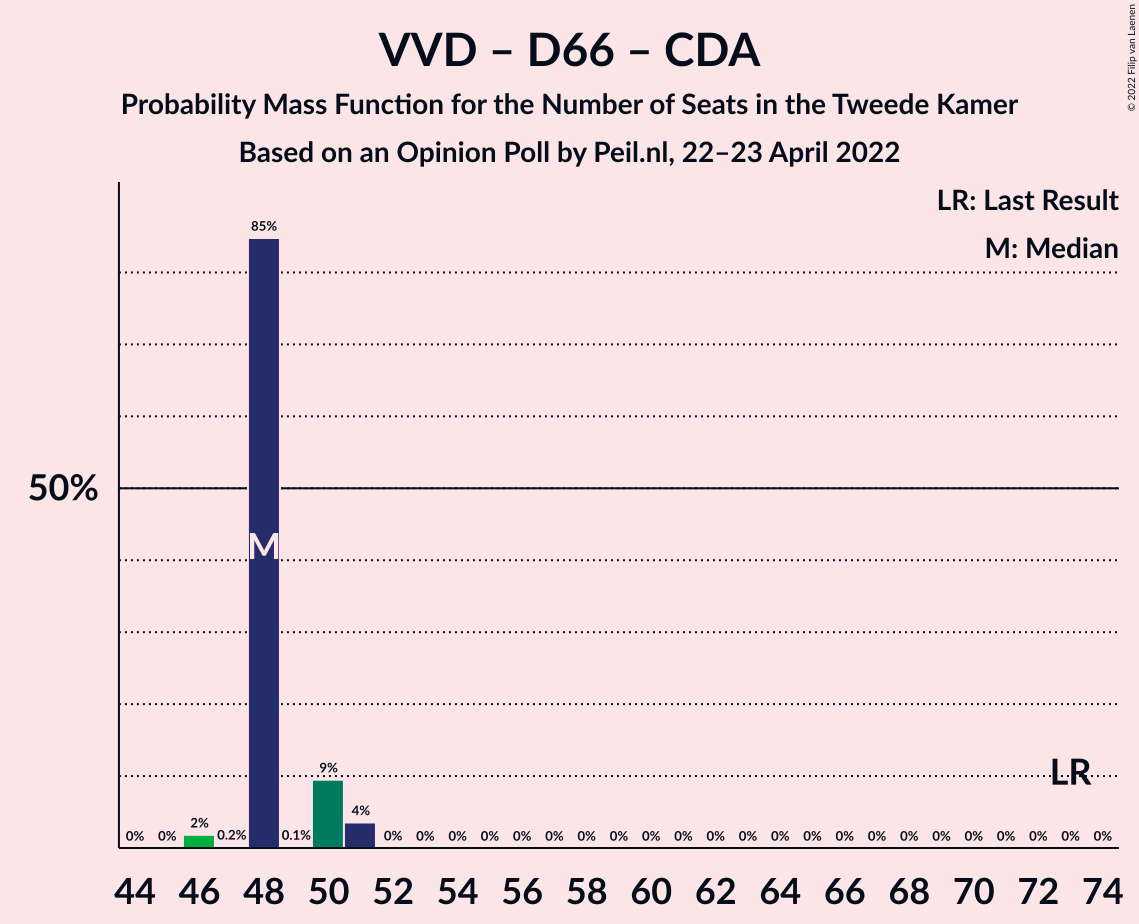 VVD – D66 – CDA
Probability Mass Function for the Number of Seats in the Tweede Kamer
Based on an Opinion Poll by Peil.nl, 22–23 April 2022
© 2022 Filip van Laenen
LR: Last Result
M: Median
50%
85%
M
9%
LR
4%
0% 0% 2% 0.2% 0.1% 0% 0% 0% 0% 0% 0% 0% 0% 0% 0% 0% 0% 0% 0% 0% 0% 0% 0% 0% 0% 0% 0%
44 46 48 50 52 54 56 58 60 62 64 66 68 70 72 74